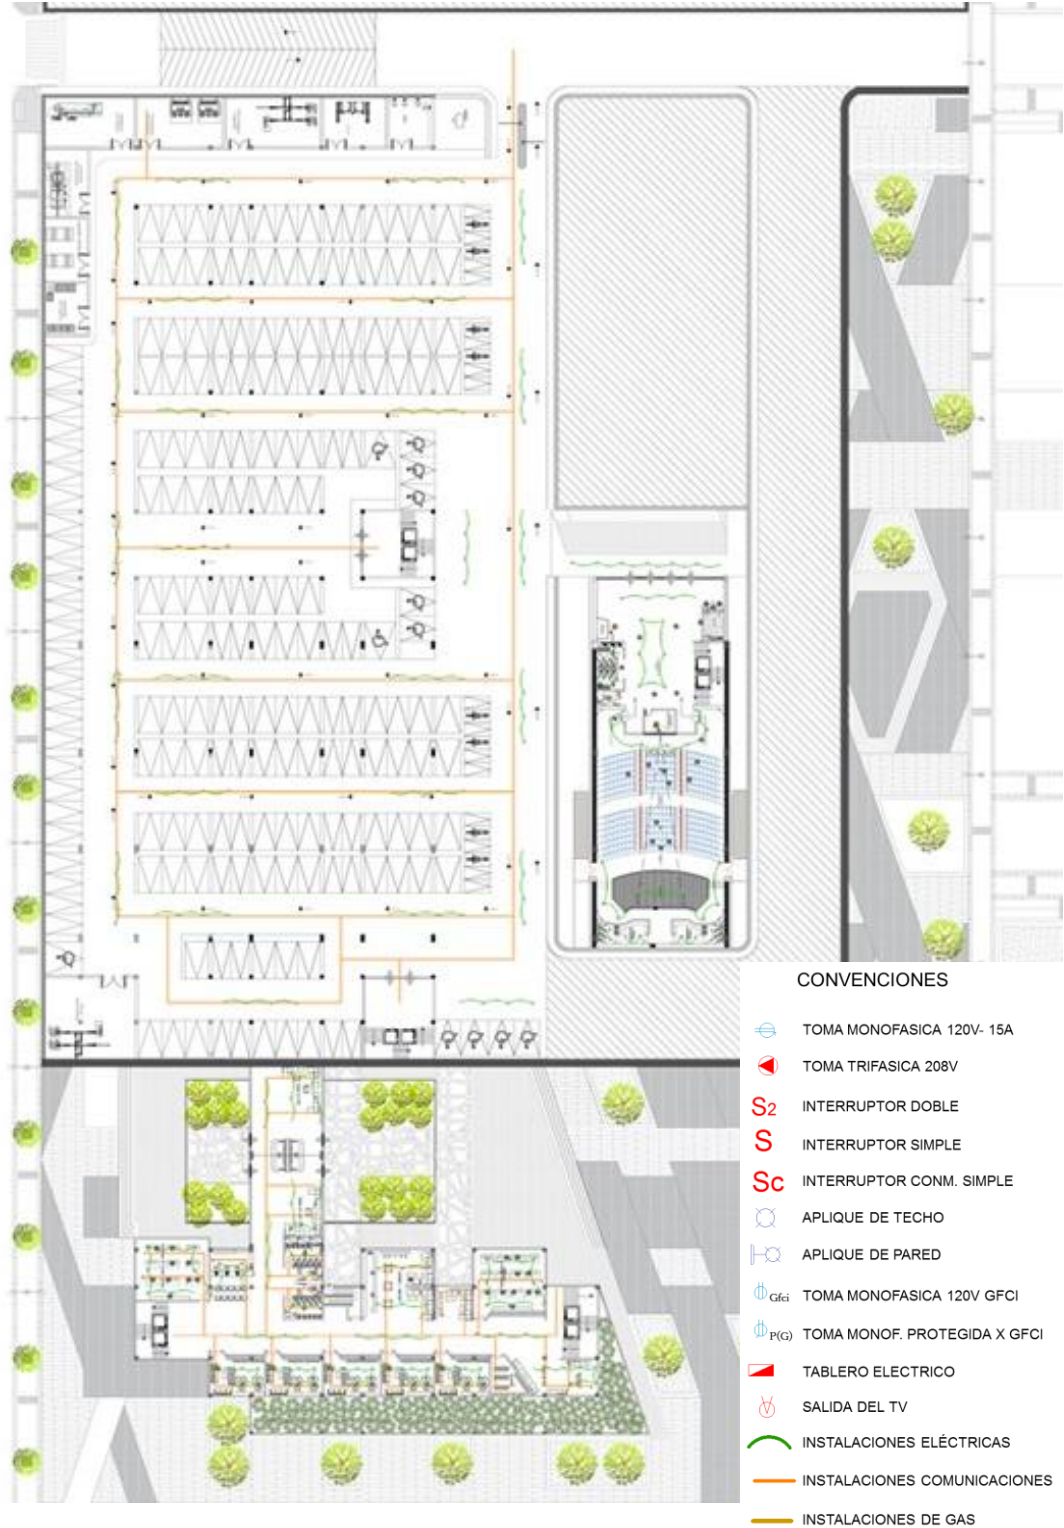 CONVENCIONES
TOMA MONOFASICA 120V- 15A
TOMA TRIFASICA 208V
S2 INTERRUPTOR DOBLE
S INTERRUPTOR SIMPLE
Sc INTERRUPTOR CONM. SIMPLE
APLIQUE DE TECHO
APLIQUE DE PARED
Gfci TOMA MONOFASICA 120V GFCI
P(G) TOMA MONOF. PROTEGIDA X GFCI
TABLERO ELECTRICO
SALIDA DEL TV
INSTALACIONES ELÉCTRICAS
INSTALACIONES COMUNICACIONES
INSTALACIONES DE GAS